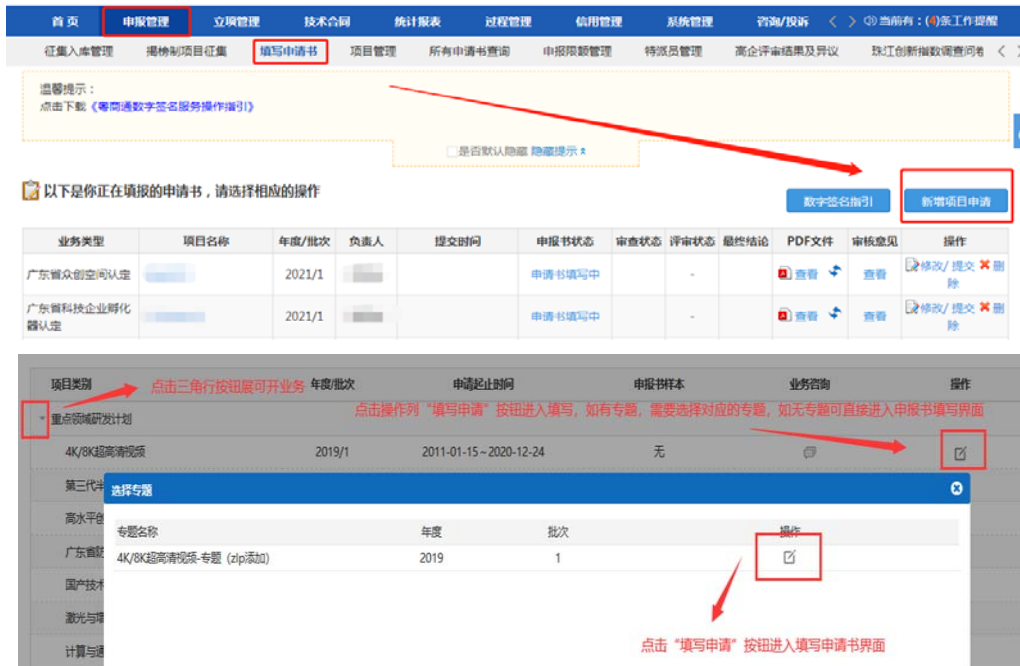 首 页 申报管理 立项管理 技术合同 统计报表 过程管理 信用管理 系统管理 咨询/投诉 当前有：(4)条工作提醒
征集入库管理 揭榜制项目征集 填写申请书 项目管理 所有申请书查询 申报限额管理 特派员管理 高企评审结果及异议 珠江创新指数调查问卷
温馨提示：
点击下载《粤商通数字签名服务操作指引》
是否默认隐藏 隐藏提示
以下是你正在填报的申请书，请选择相应的操作
数字签名指引 新增项目申请
业务类型 项目名称 年度/批次 负责人 提交时间 申报书状态 审查状态 评审状态 最终结论 PDF文件 审核意见 操作
广东省众创空间认定 2021/1 申请书填写中 - 查看 查看 修改/ 提交 删
除
广东省科技企业孵化
器认定 2021/1 申请书填写中 - 查看 查看 修改/ 提交 删
除
项目类别 点击三角行按钮展可开业务 年度/批次 申请起止时间 申报书样本 业务咨询 操作
重点领域研发计划 点击操作列“填写申请”按钮进入填写，如有专题，需要选择对应的专题，如无专题可直接进入申报书填写界面
4K/8K超高清视频 2019/1 2011-01-15 ~ 2020-12-24 无
第三代半
选择专题
高水平创
专题名称 年度 批次 操作
广东省防
4K/8K超高清视频-专题（zlp添加） 2019 1
国产技术
激光与增
计算与通
点击“填写申请”按钮进入填写申请书界面